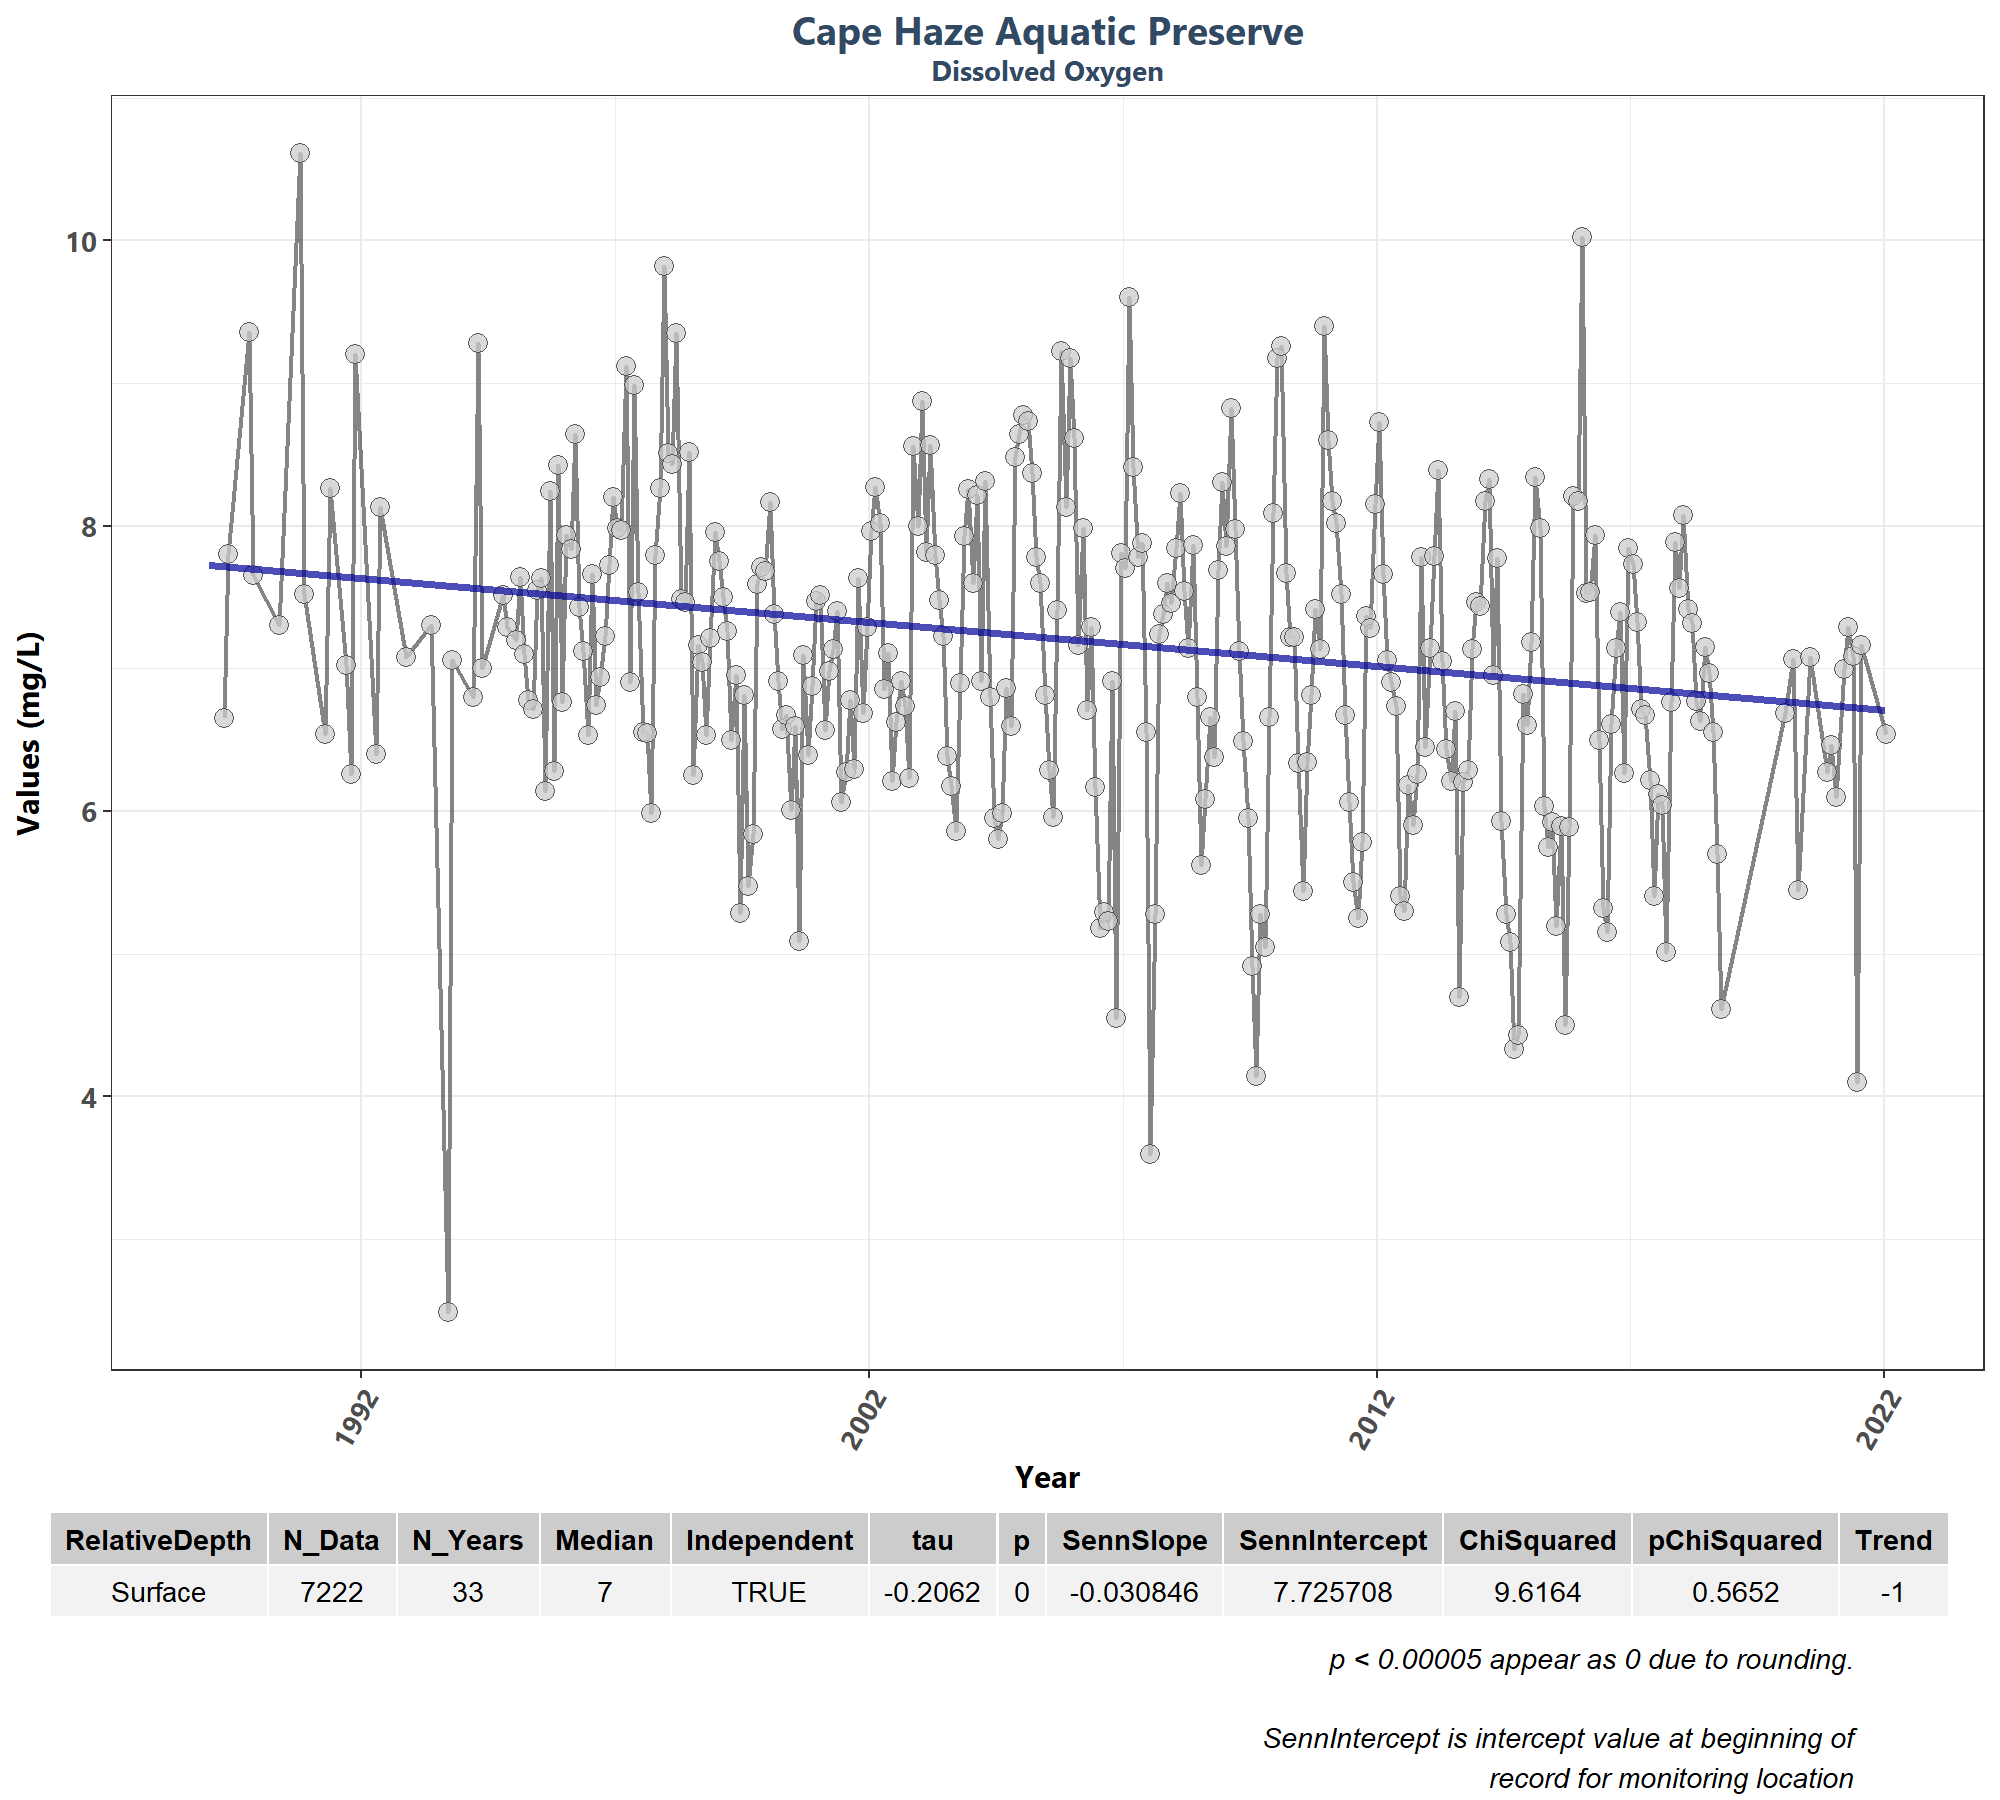 Cape Haze Aquatic Preserve
Dissolved Oxygen
Values (mg/L)
10
8
6
4
1992
2002
2012
2022
Year
RelativeDepth N_Data N_Years Median Independent tau p SennSlope SennIntercept ChiSquared pChiSquared Trend
Surface 7222 33 7 TRUE -0.2062 0 -0.030846 7.725708 9.6164 0.5652 -1
p < 0.00005 appear as 0 due to rounding.
SennIntercept is intercept value at beginning of
record for monitoring location